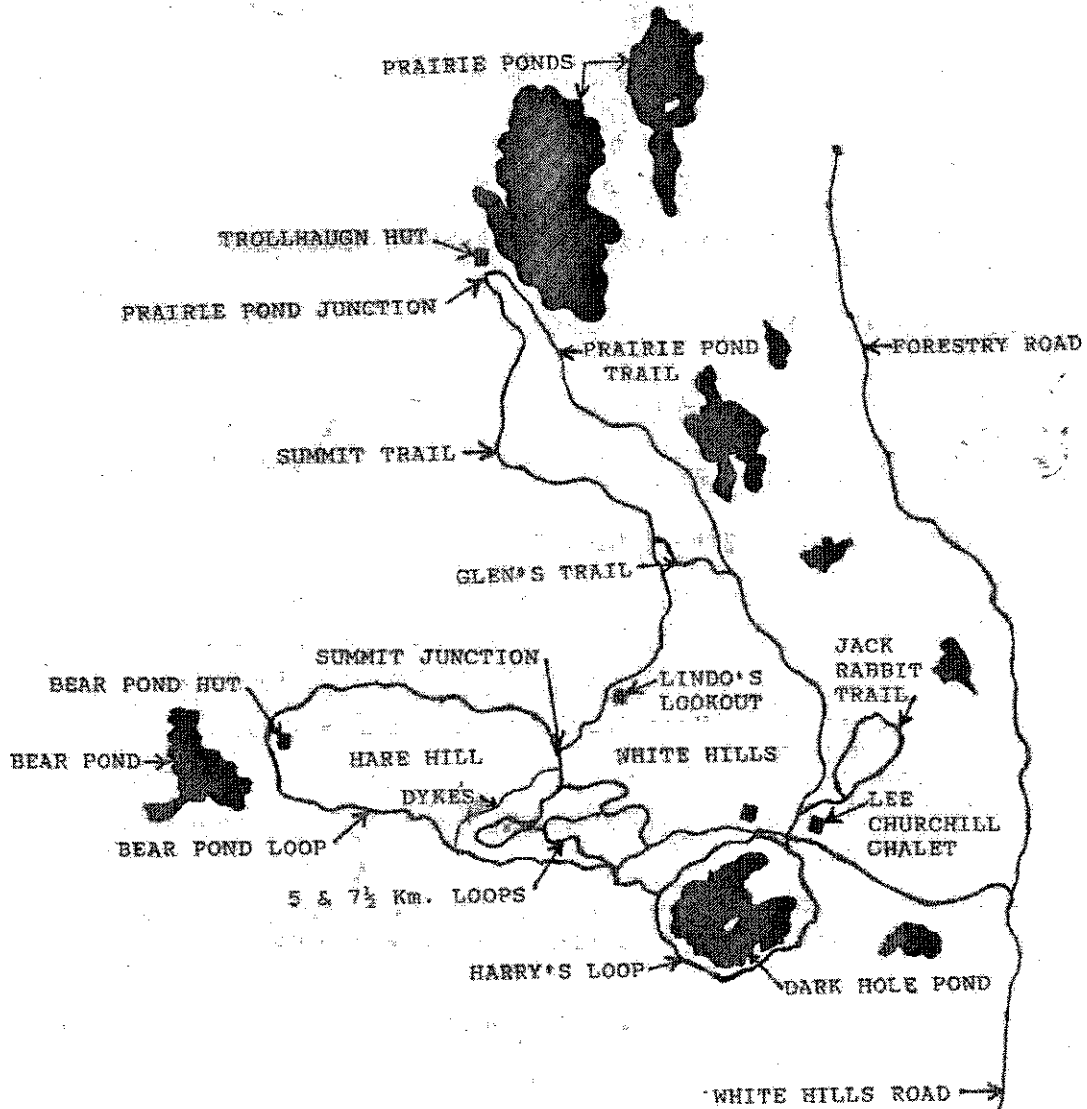 PRAIRIE PONDS
TROLLHAUGN HUT
PRAIRIE POND JUNCTION
PRAIRIE POND
TRAIL
FORESTRY ROAD
SUMMIT TRAIL
GLEN'S TRAIL
SUMMIT JUNCTION
JACK
RABBIT
TRAIL
BEAR POND HUT
LINDO'S
LOOKOUT
BEAR POND
HARE HILL
WHITE HILLS
DYKES
LEE
CHURCHILL
CHALET
BEAR POND LOOP
5 & 7½ Km. LOOPS
HARRY'S LOOP
DARK HOLE POND
WHITE HILLS ROAD